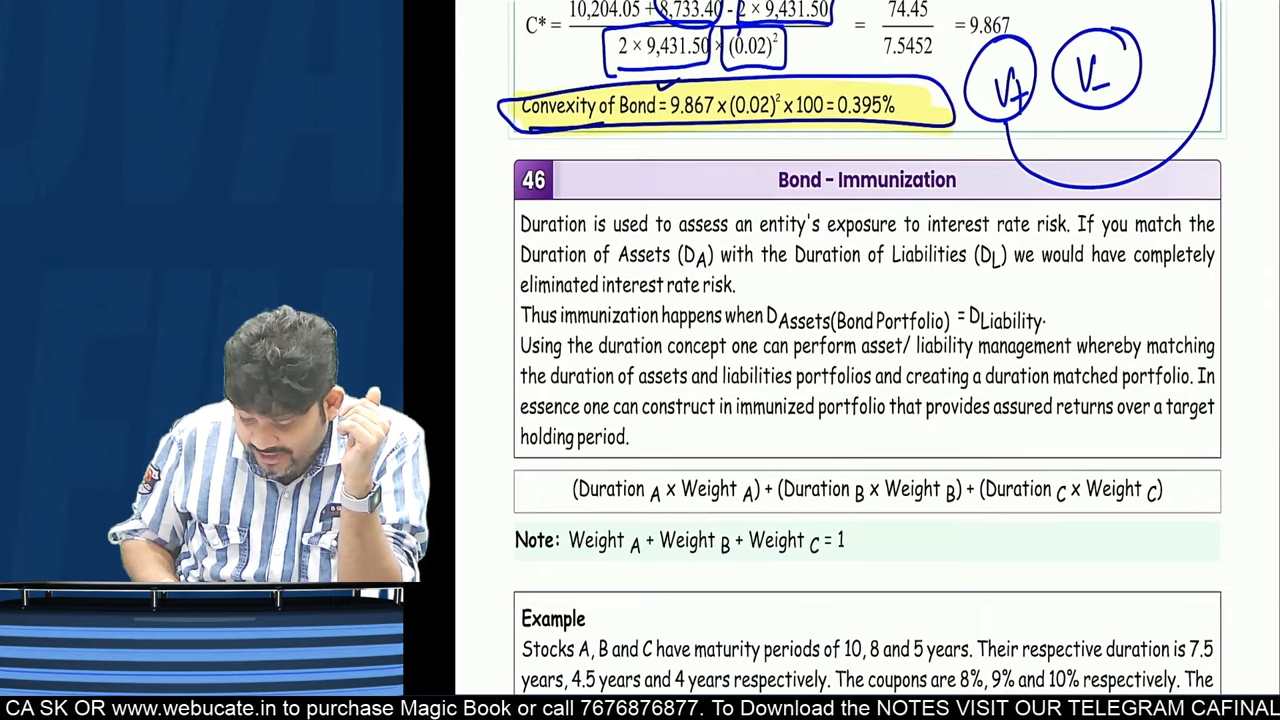 10,204.05 + 8,733.40 - 2 × 9,431.50
C* = ――― = 74.45 / 7.5452 = 9.867
2 × 9,431.50 × (0.02)²
V+ V-
Convexity of Bond = 9.867 x (0.02)² x 100 = 0.395%
46 Bond - Immunization
Duration is used to assess an entity's exposure to interest rate risk. If you match the
Duration of Assets (DA) with the Duration of Liabilities (DL) we would have completely
eliminated interest rate risk.
Thus immunization happens when DAssets(Bond Portfolio) = DLiability.
Using the duration concept one can perform asset/ liability management whereby matching
the duration of assets and liabilities portfolios and creating a duration matched portfolio. In
essence one can construct in immunized portfolio that provides assured returns over a target
holding period.
(Duration A x Weight A) + (Duration B x Weight B) + (Duration C x Weight C)
Note: Weight A + Weight B + Weight C = 1
Example
Stocks A, B and C have maturity periods of 10, 8 and 5 years. Their respective duration is 7.5
years, 4.5 years and 4 years respectively. The coupons are 8%, 9% and 10% respectively. The
CA SK OR www.webucate.in to purchase Magic Book or call 7676876877. To Download the NOTES VISIT OUR TELEGRAM CAFINAL